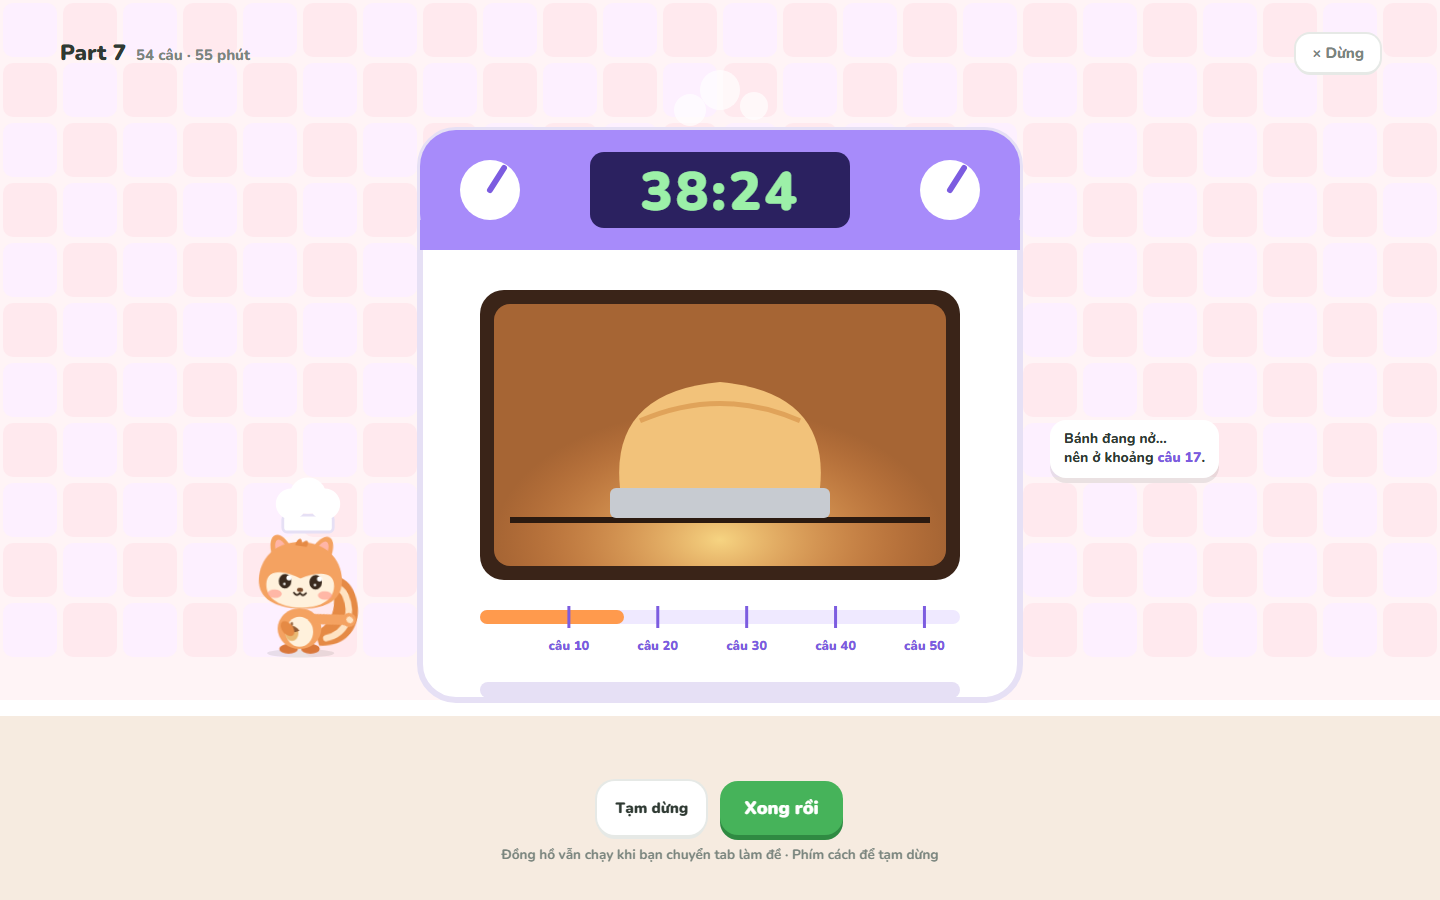 Part 7 54 câu · 55 phút
× Dừng
38:24
Bánh đang nở...
nên ở khoảng câu 17.
câu 10 câu 20 câu 30 câu 40 câu 50
Tạm dừng
Xong rồi
Đồng hồ vẫn chạy khi bạn chuyển tab làm đề · Phím cách để tạm dừng